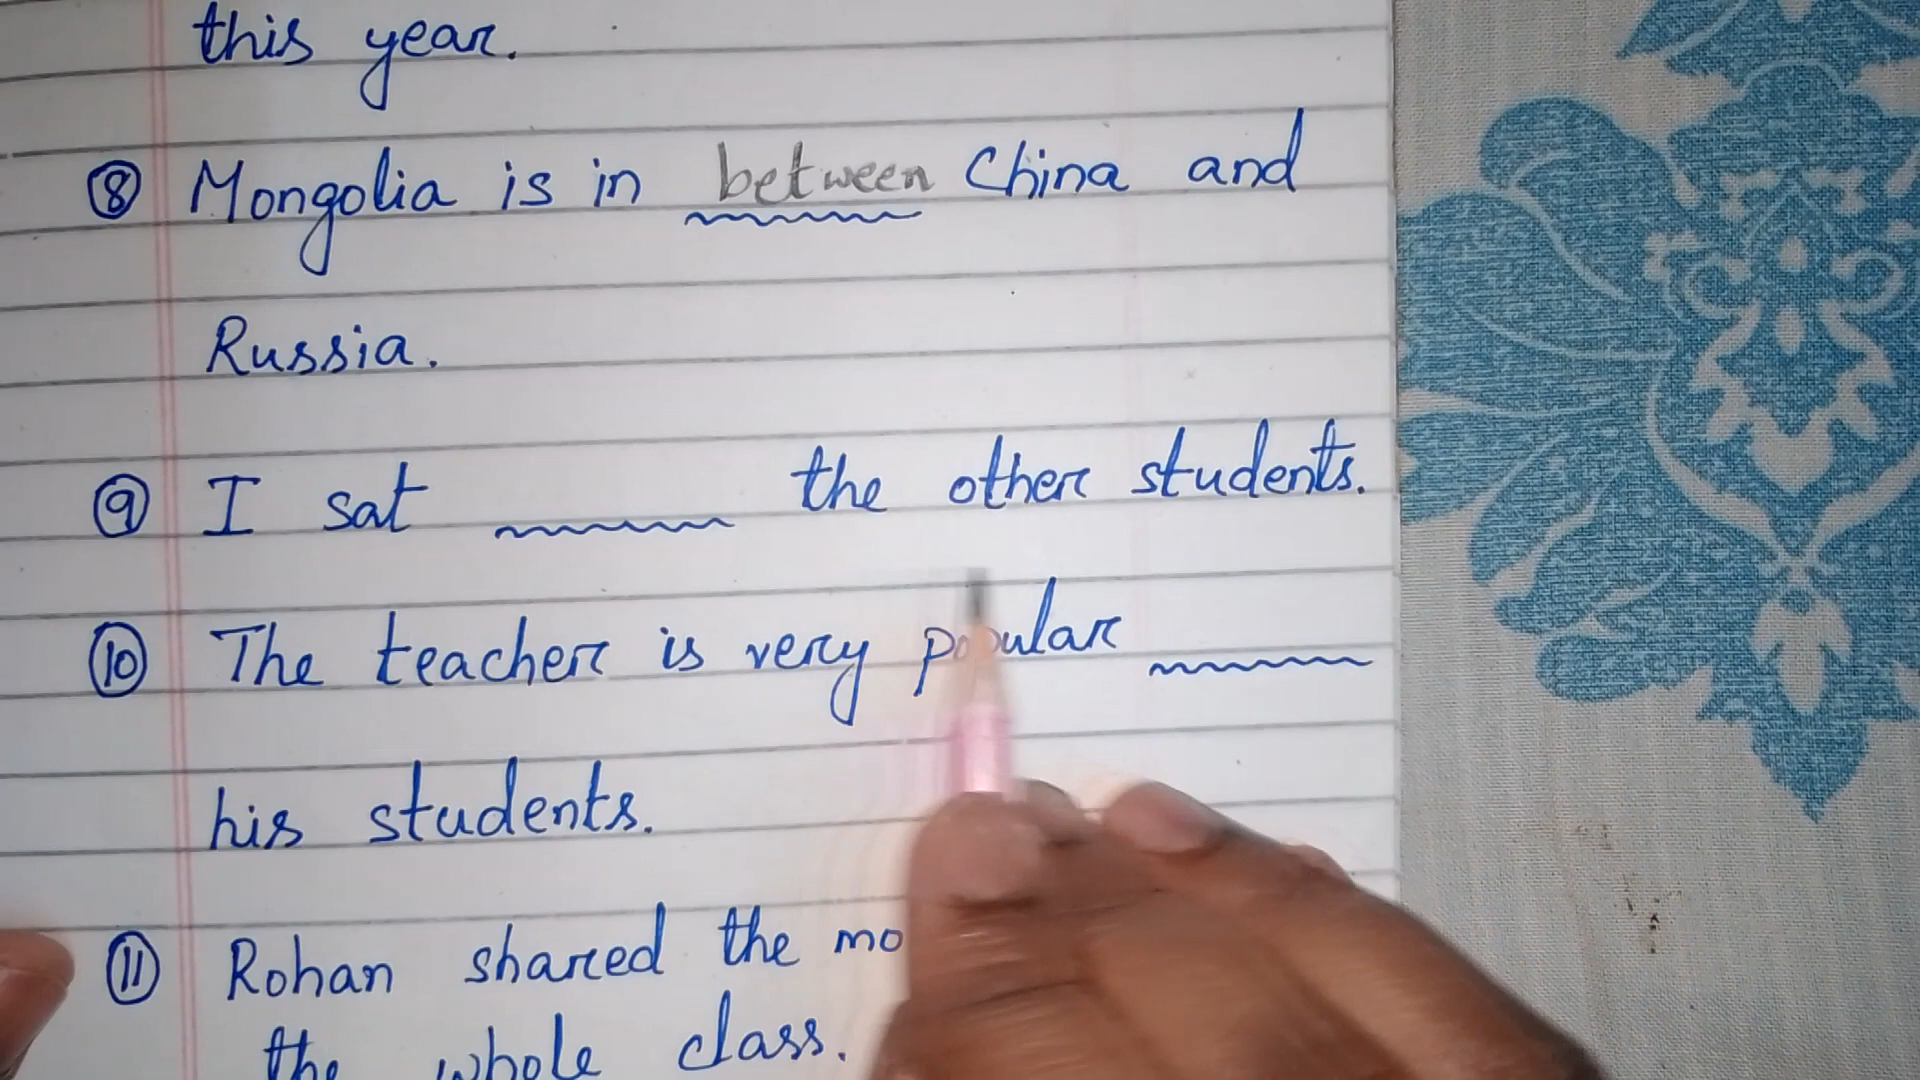 this year.
⑧ Mongolia is in between China and
Russia.
⑨ I sat the other students.
⑩ The teacher is very popular
his students.
⑪ Rohan shared the
the whole class.